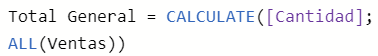 Total General = CALCULATE([Cantidad];
ALL(Ventas))